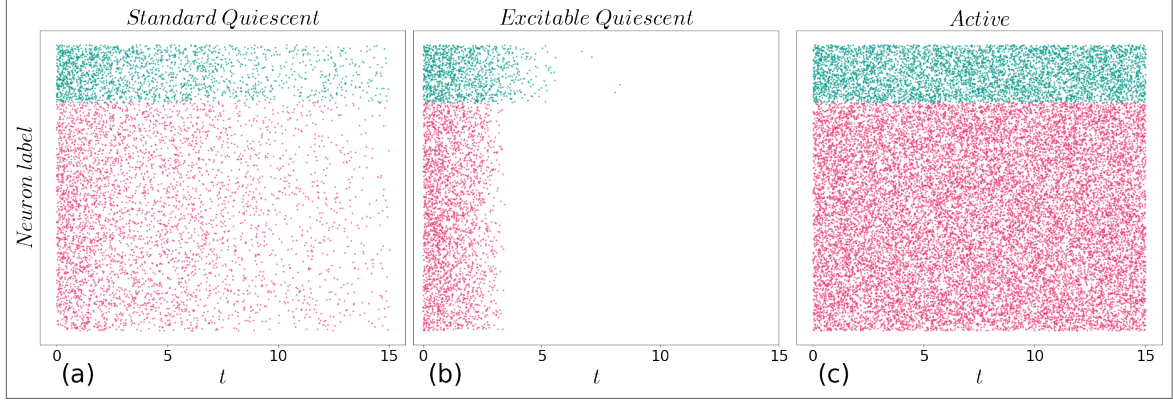 Standard Quiescent
Excitable Quiescent
Active
Neuron label
0 5 10 15
0 5 10 15
0 5 10 15
(a) t
(b) t
(c) t